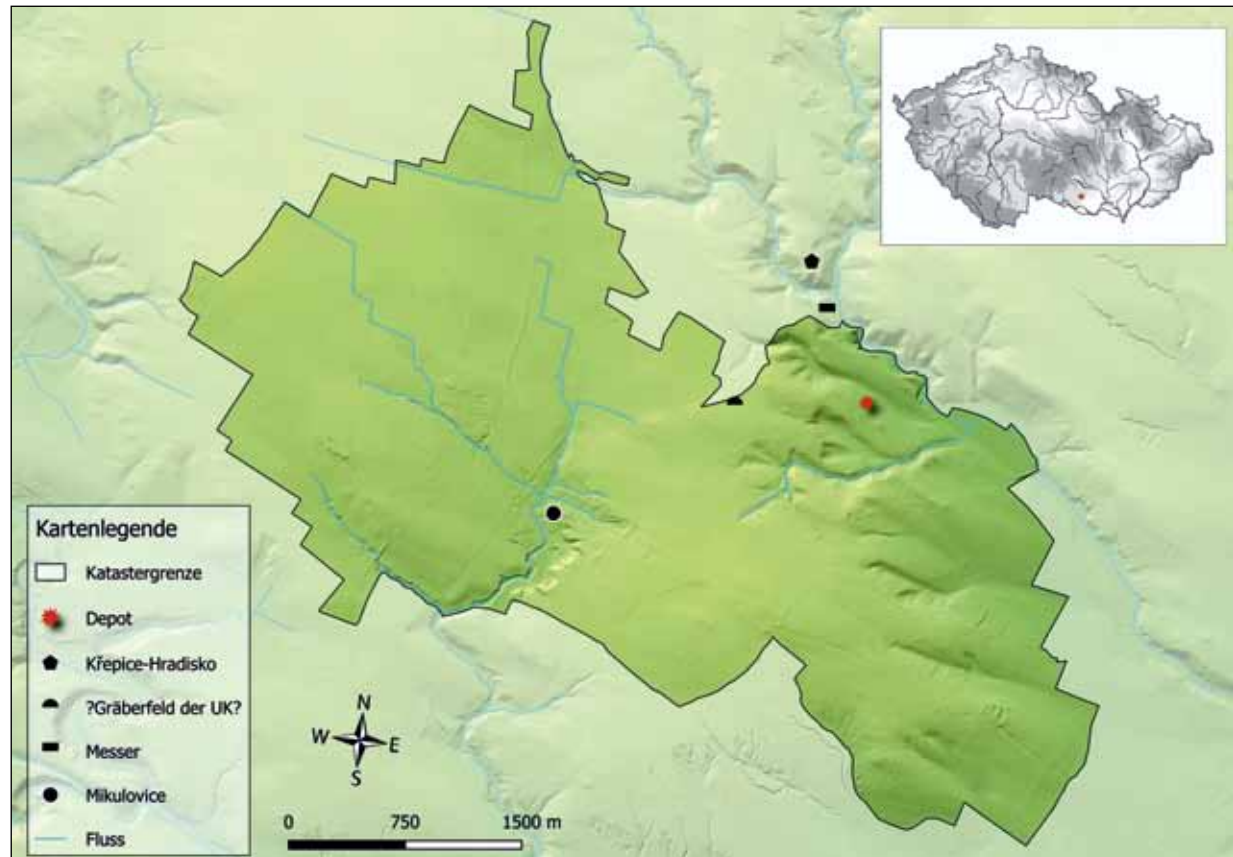 Kartenlegende
Katastergrenze
Depot
Křepice-Hradisko
?Gräberfeld der UK?
Messer
Mikulovice
Fluss
N
W E
S
0 750 1500 m